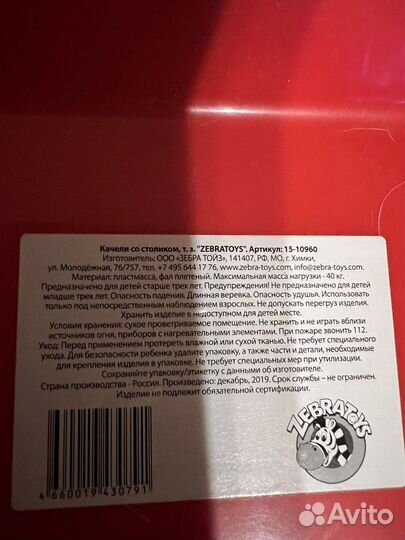 Качели со столиком, т. з. "ZEBRATOYS". Артикул: 15-10960
Изготовитель: ООО «ЗЕБРА ТОЙЗ», 141407, РФ, МО, г. Химки,
ул. Молодёжная, 76/757, тел. +7 495 644 17 76, www.zebra-toys.com, info@zebra-toys.com.
Материал: пластмасса, фал плетеный. Максимальная масса нагрузки - 40 кг.
Предназначено для детей старше трех лет. Предупреждения! Не предназначено для детей
младше трех лет. Опасность падения. Длинная веревка. Опасность удушья. Использовать
только под непосредственным наблюдением взрослых. Не допускать перегруз изделия.
Хранить изделие в недоступном для детей месте.
Условия хранения: сухое проветриваемое помещение. Не хранить и не играть вблизи
источников огня, приборов с нагревательными элементами. При пожаре звонить 112.
Уход: Перед применением протереть влажной или сухой тканью. Не требует специального
ухода. Для безопасности ребенка удалите упаковку, а также части и детали, необходимые
для крепления изделия в упаковке. Не требует специальных мер при утилизации.
Сохраняйте упаковку/этикетку с данными об изготовителе.
Страна производства - Россия. Произведено: декабрь, 2019. Срок службы – не ограничен.
Изделие не подлежит обязательной сертификации.
4 660019 430791
ZEBRATOYS
Avito